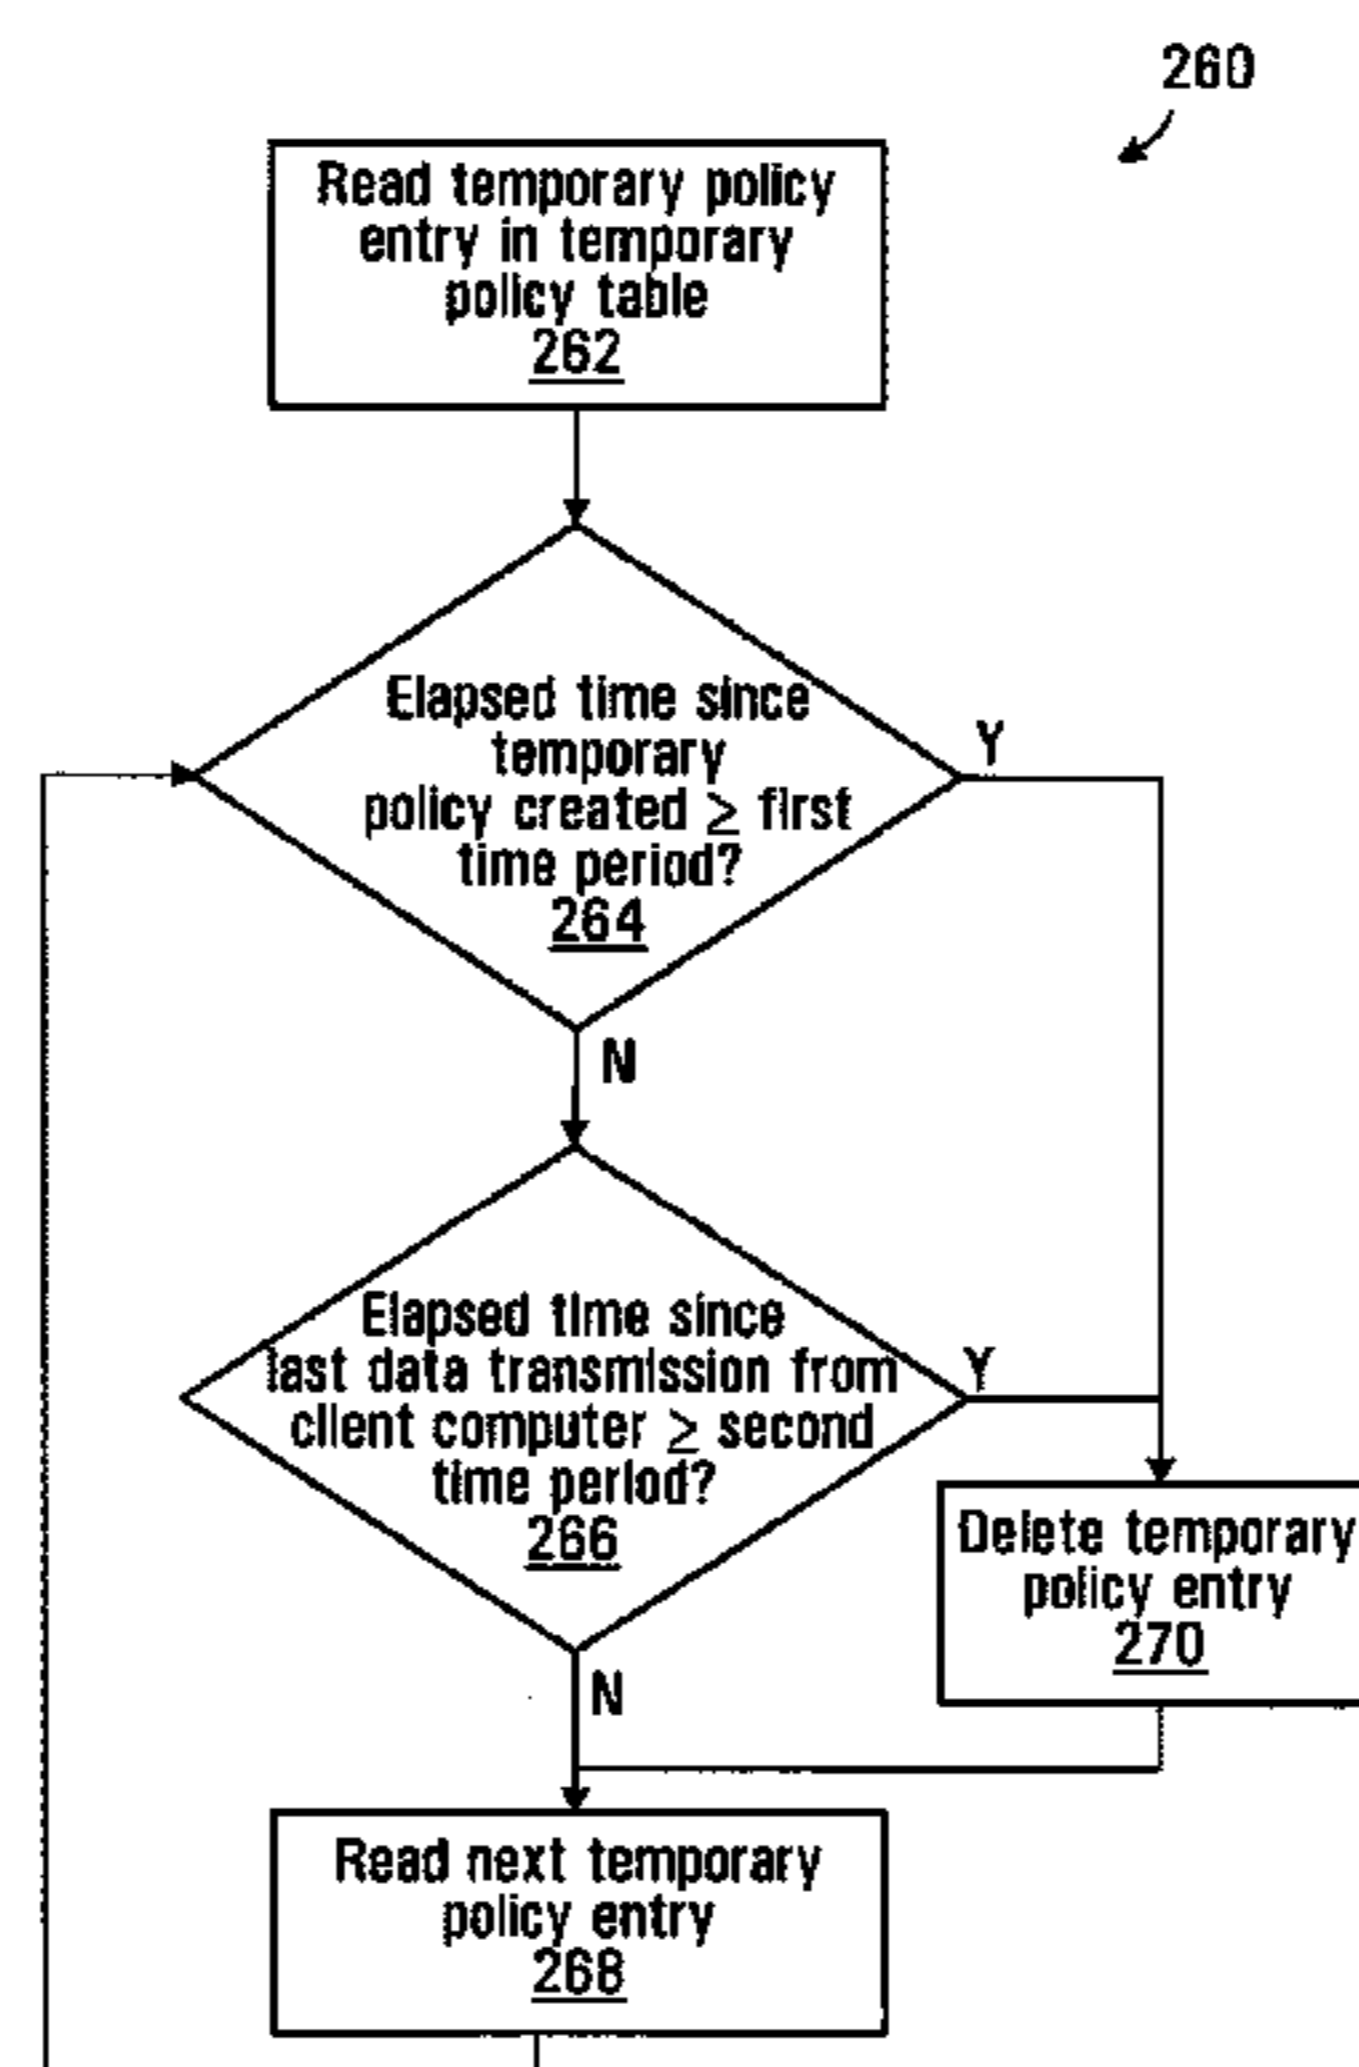 260
Read temporary policy
entry in temporary
policy table
262
Elapsed time since
temporary
policy created ≥ first
time period?
264
Y
N
Elapsed time since
last data transmission from
client computer ≥ second
time period?
266
Y
N
Delete temporary
policy entry
270
Read next temporary
policy entry
268